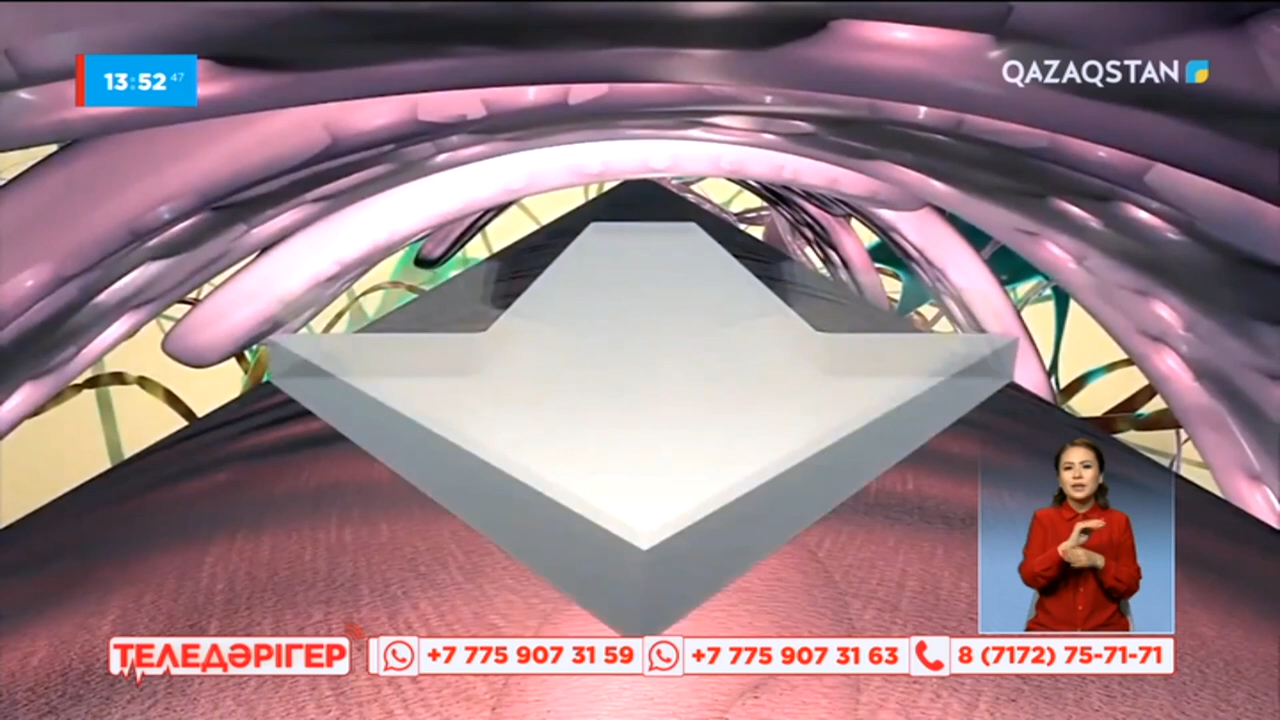 13:52 47
QAZAQSTAN
ТЕЛЕДӘРІГЕР
+7 775 907 31 59
+7 775 907 31 63
8 (7172) 75-71-71